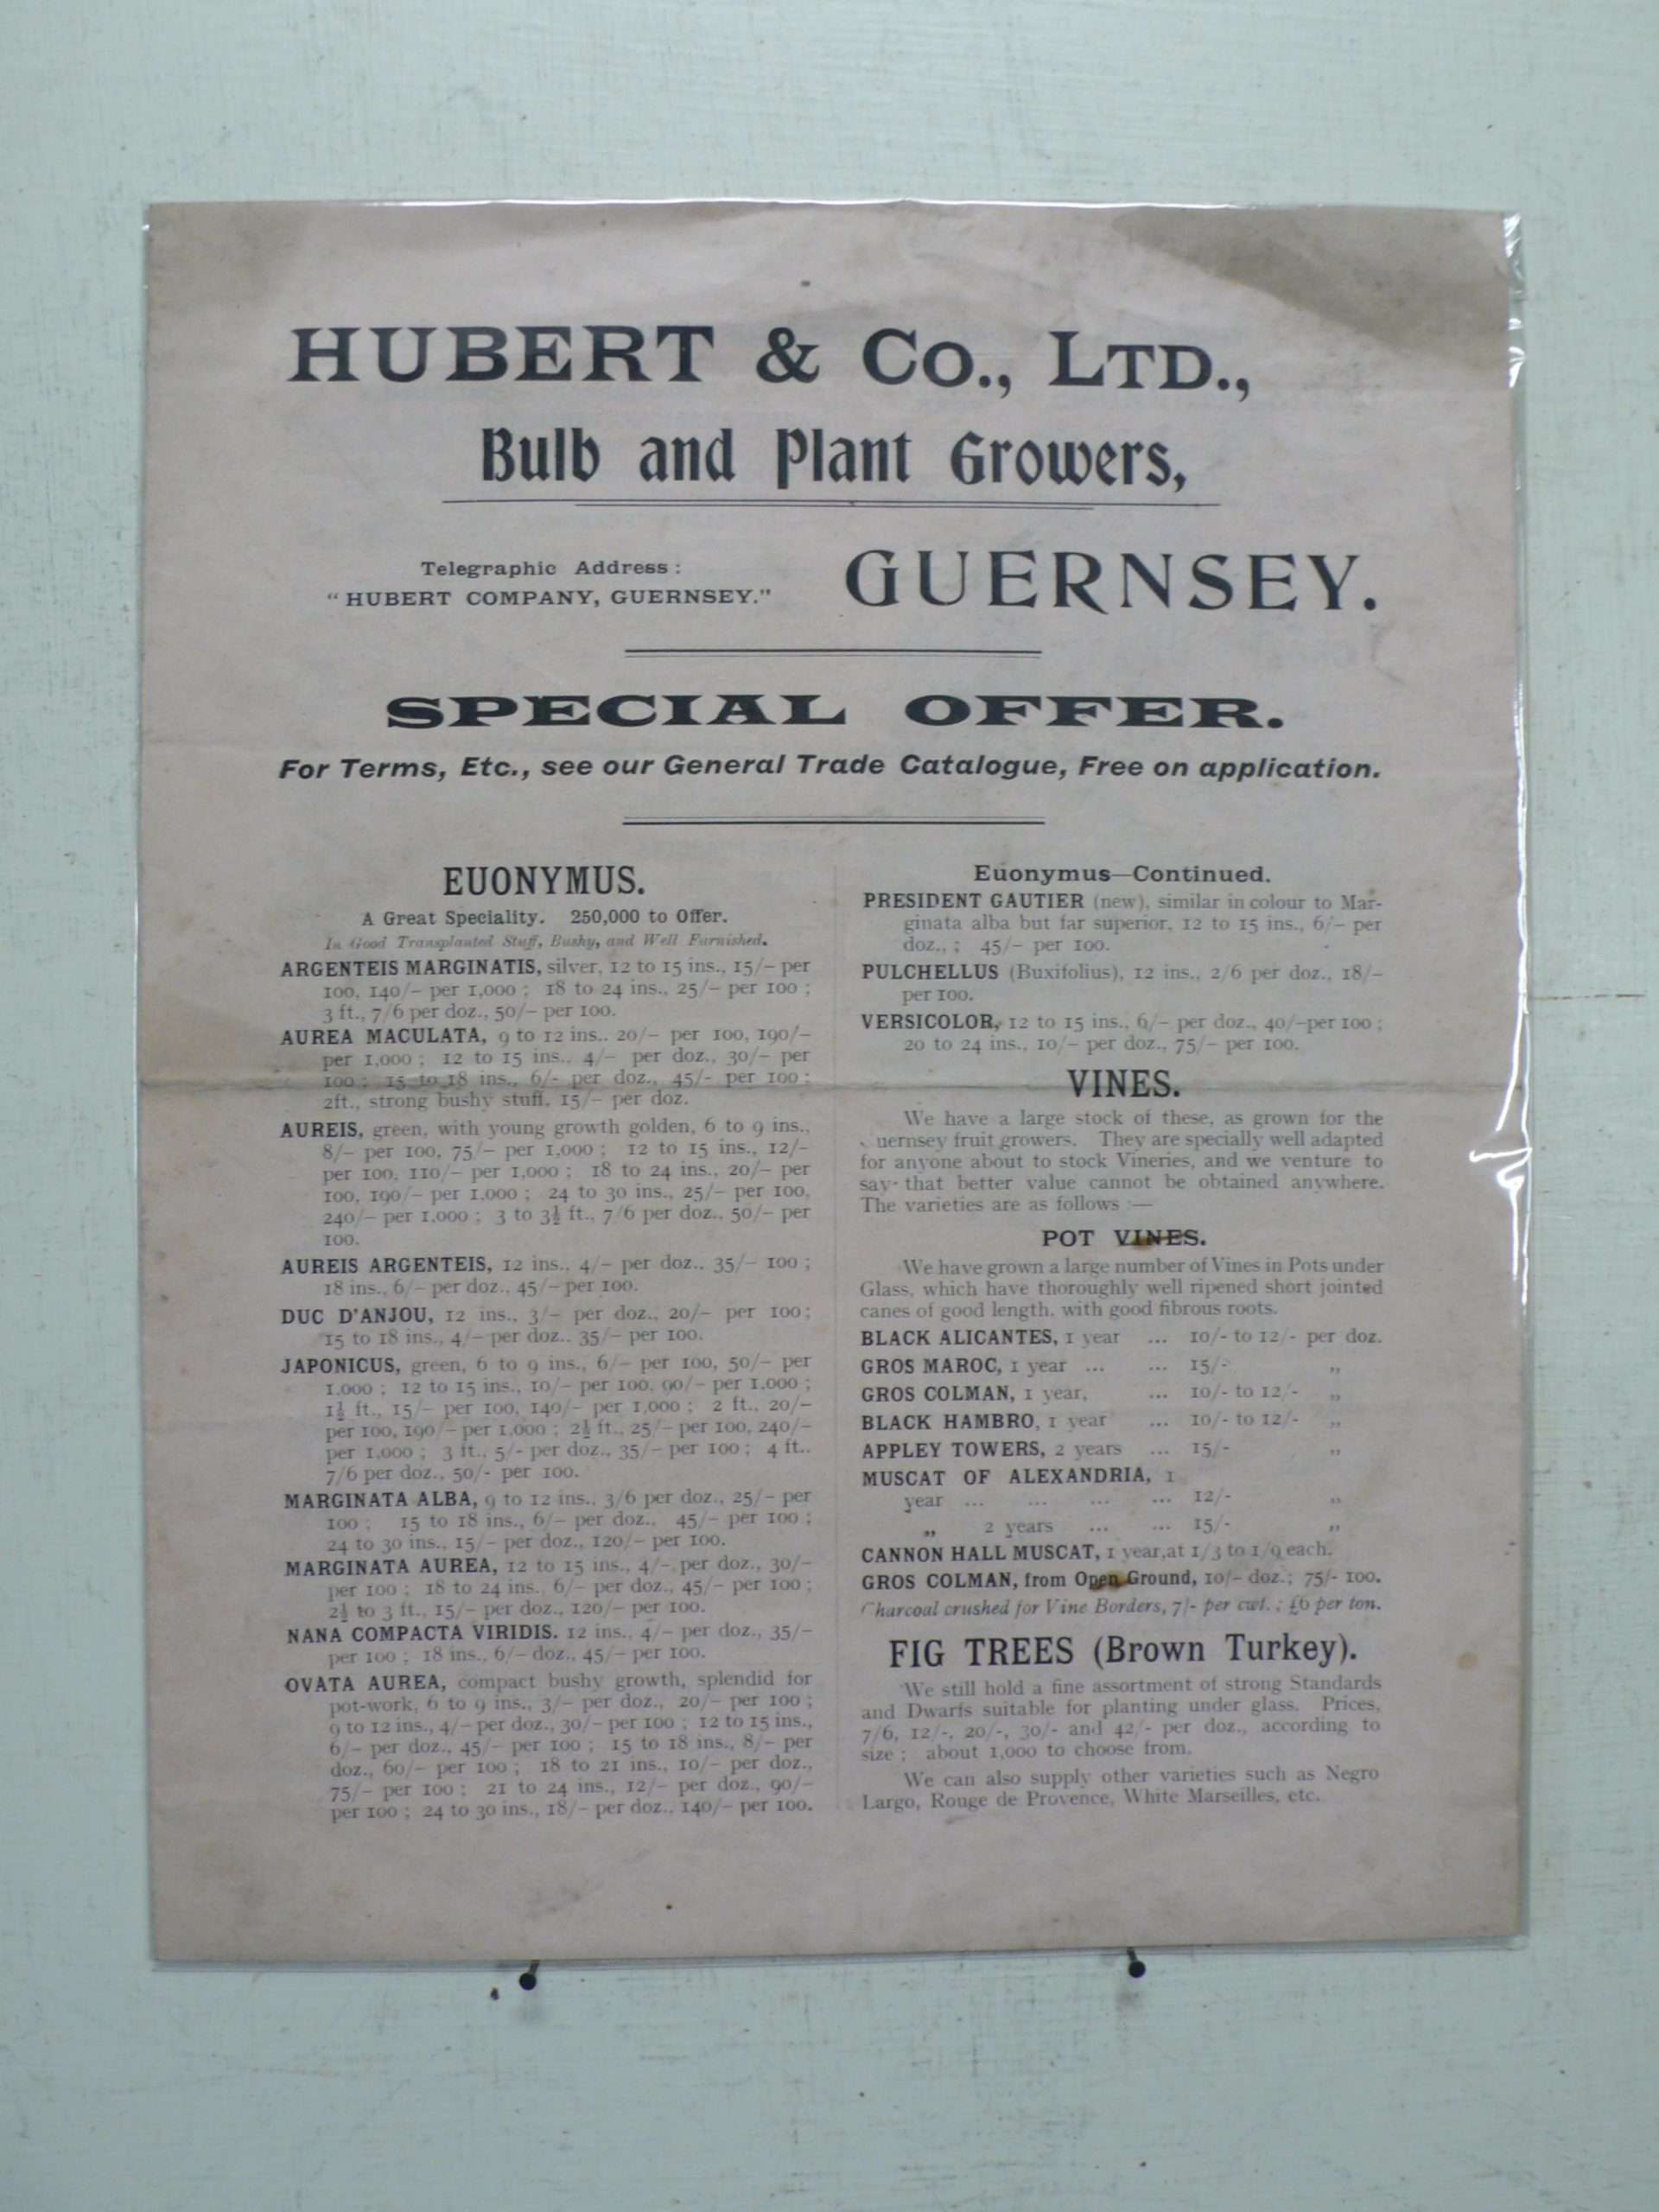 HUBERT & Co., LTD.,
Bulb and Plant Growers,
Telegraphic Address :
"HUBERT COMPANY, GUERNSEY."
GUERNSEY.
SPECIAL OFFER.
For Terms, Etc., see our General Trade Catalogue, Free on application.
EUONYMUS.
A Great Speciality. 250,000 to Offer.
In Good Transplanted Stuff, Bushy, and Well Furnished.
ARGENTEIS MARGINATIS, silver, 12 to 15 ins., 15/– per
100, 140/– per 1,000 ; 18 to 24 ins., 25/– per 100 ;
3 ft., 7/6 per doz., 50/– per 100.
AUREA MACULATA, 9 to 12 ins.. 20/– per 100, 190/–
per 1,000 ; 12 to 15 ins.. 4/– per doz., 30/– per
100 ; 15 to 18 ins., 6/- per doz., 45/- per 100 ;
2ft., strong bushy stuff, 15/– per doz.
AUREIS, green, with young growth golden, 6 to 9 ins.,
8/– per 100, 75/– per 1,000 ; 12 to 15 ins., 12/–
per 100, 110/– per 1,000 ; 18 to 24 ins., 20/– per
100, 190/– per 1,000 ; 24 to 30 ins., 25/– per 100,
240/– per 1,000 ; 3 to 3½ ft., 7/6 per doz., 50/– per
100.
AUREIS ARGENTEIS, 12 ins., 4/– per doz.. 35/– 100 ;
18 ins., 6/– per doz., 45/– per 100.
DUC D'ANJOU, 12 ins., 3/– per doz., 20/– per 100;
15 to 18 ins., 4/– per doz.. 35/– per 100.
JAPONICUS, green, 6 to 9 ins., 6/– per 100, 50/– per
1,000 ; 12 to 15 ins., 10/– per 100, 90/– per 1,000 ;
1½ ft., 15/– per 100, 140/– per 1,000 ; 2 ft., 20/–
per 100, 190/– per 1,000 ; 2½ ft., 25/– per 100, 240/–
per 1,000 ; 3 ft., 5/- per doz., 35/– per 100 ; 4 ft..
7/6 per doz., 50/- per 100.
MARGINATA ALBA, 9 to 12 ins., 3/6 per doz., 25/– per
100 ; 15 to 18 ins., 6/– per doz., 45/– per 100 ;
24 to 30 ins., 15/– per doz., 120/– per 100.
MARGINATA AUREA, 12 to 15 ins., 4/– per doz., 30/–
per 100 ; 18 to 24 ins., 6/– per doz., 45/– per 100 ;
2½ to 3 ft., 15/– per doz., 120/– per 100.
NANA COMPACTA VIRIDIS. 12 ins., 4/– per doz., 35/–
per 100 ; 18 ins., 6/– doz., 45/– per 100.
OVATA AUREA, compact bushy growth, splendid for
pot-work, 6 to 9 ins., 3/– per doz., 20/– per 100 ;
9 to 12 ins., 4/– per doz., 30/– per 100 ; 12 to 15 ins.,
6/– per doz., 45/– per 100 ; 15 to 18 ins., 8/– per
doz., 60/– per 100 ; 18 to 21 ins., 10/– per doz.,
75/– per 100 ; 21 to 24 ins., 12/– per doz., 90/–
per 100 ; 24 to 30 ins., 18/– per doz., 140/– per 100.
Euonymus—Continued.
PRESIDENT GAUTIER (new), similar in colour to Mar-
ginata alba but far superior, 12 to 15 ins., 6/– per
doz., ; 45/– per 100.
PULCHELLUS (Buxifolius), 12 ins., 2/6 per doz., 18/–
per 100.
VERSICOLOR, 12 to 15 ins., 6/– per doz., 40/–per 100 ;
20 to 24 ins., 10/– per doz., 75/– per 100.
VINES.
We have a large stock of these, as grown for the
uernsey fruit growers. They are specially well adapted
for anyone about to stock Vineries, and we venture to
say that better value cannot be obtained anywhere.
The varieties are as follows :—
POT VINES.
We have grown a large number of Vines in Pots under
Glass, which have thoroughly well ripened short jointed
canes of good length, with good fibrous roots.
BLACK ALICANTES, 1 year ... 10/- to 12/- per doz.
GROS MAROC, 1 year ... ... 15/- „
GROS COLMAN, 1 year, ... 10/- to 12/- „
BLACK HAMBRO, 1 year ... 10/- to 12/- „
APPLEY TOWERS, 2 years ... 15/- „
MUSCAT OF ALEXANDRIA, 1
year ... ... ... ... 12/- „
„ 2 years ... ... 15/- „
CANNON HALL MUSCAT, 1 year,at 1/3 to 1/9 each.
GROS COLMAN, from Open Ground, 10/– doz.; 75/- 100.
Charcoal crushed for Vine Borders, 7/- per cwt. ; £6 per ton.
FIG TREES (Brown Turkey).
We still hold a fine assortment of strong Standards
and Dwarfs suitable for planting under glass. Prices,
7/6, 12/-, 20/-, 30/- and 42/- per doz., according to
size ; about 1,000 to choose from.
We can also supply other varieties such as Negro
Largo, Rouge de Provence, White Marseilles, etc.